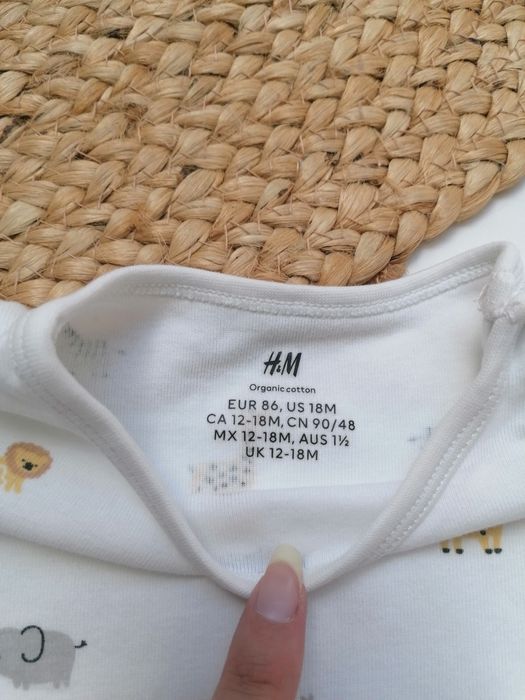 H&M
Organic cotton
EUR 86, US 18M
CA 12-18M, CN 90/48
MX 12-18M, AUS 1½
UK 12-18M